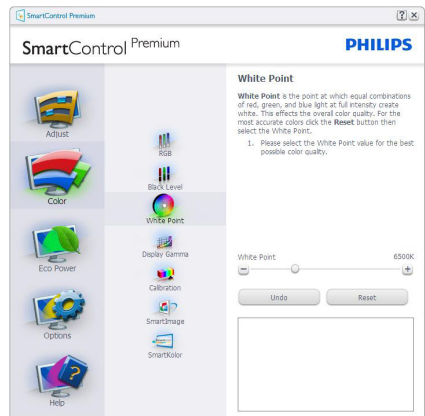 SmartControl Premium
? x
SmartControl Premium
PHILIPS
Adjust
Color
Eco Power
Options
Help
RGB
Black Level
White Point
Display Gamma
Calibration
SmartImage
SmartKolor
White Point
White Point is the point at which equal combinations
of red, green, and blue light at full intensity create
white. This effects the overall color quality. For the
most accurate colors click the Reset button then
select the White Point.
1. Please select the White Point value for the best
possible color quality.
White Point 6500K
Undo Reset